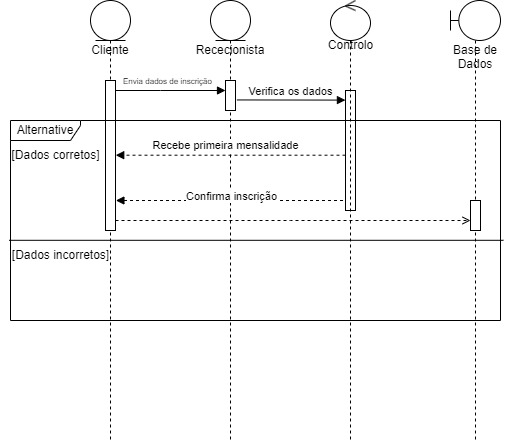 Cliente
Rececionista
Controlo
Base de
Dados
Envia dados de inscrição
Verifica os dados
Alternative
[Dados corretos]
Recebe primeira mensalidade
Confirma inscrição
[Dados incorretos]